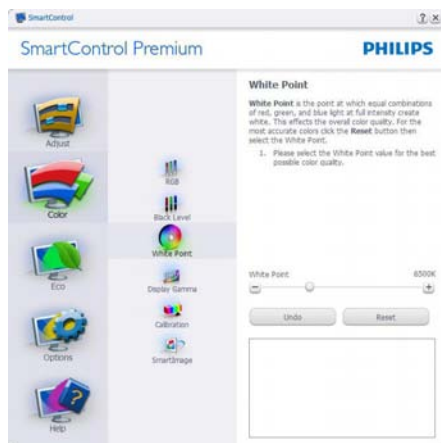 SmartControl
SmartControl Premium
PHILIPS
Adjust
Color
Eco
Options
Help
RGB
Black Level
White Point
Display Gamma
Calibration
SmartImage
White Point
White Point is the point at which equal combinations
of red, green, and blue light at full intensity create
white. This effects the overall color quality. For the
most accurate colors click the Reset button then
select the White Point.
1. Please select the White Point value for the best
possible color quality.
White Point 6500K
Undo Reset